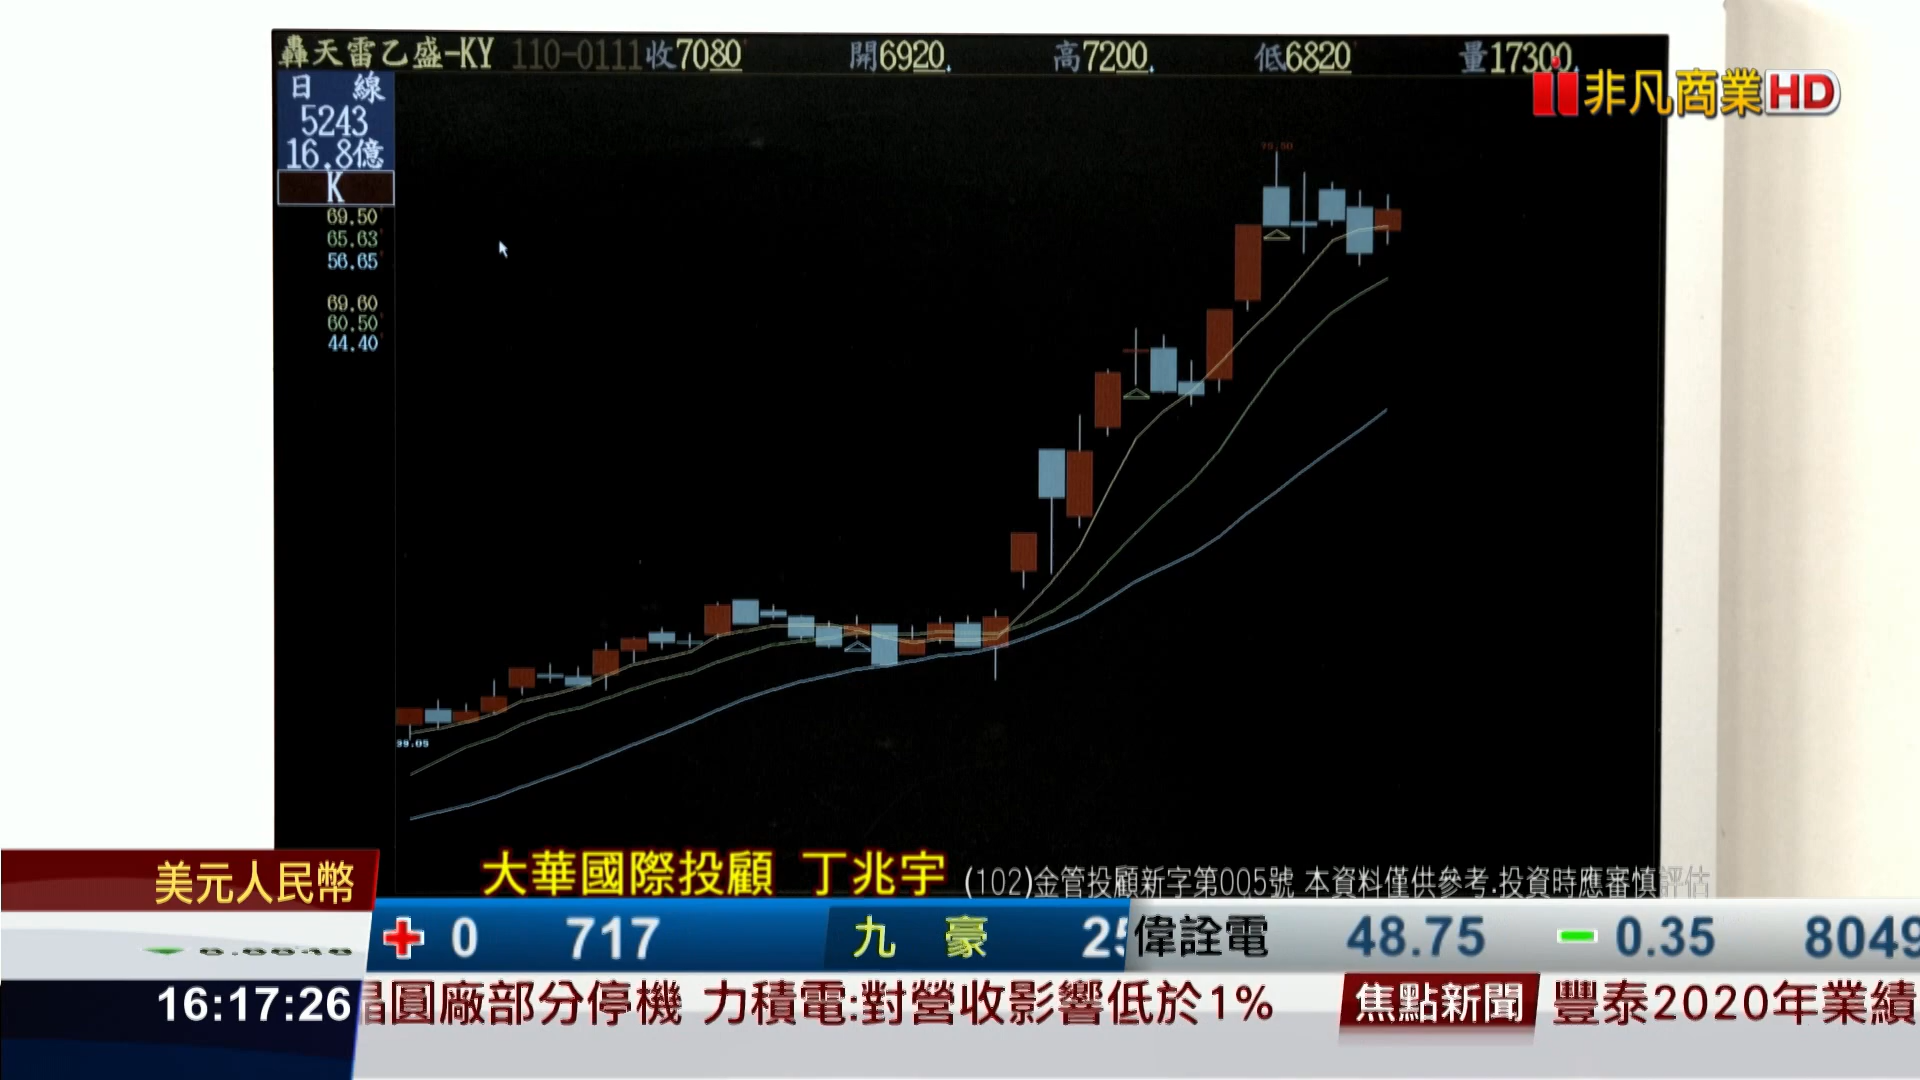 轟天雷乙盛-KY 110-0111收7080 開6920 高7200 低6820 量17300
非凡商業HD
日 線
5243
16.8億
K
69.50
65.63
56.65
69.60
60.50
44.40
大華國際投顧 丁兆宇 (102)金管投顧新字第005號 本資料僅供參考.投資時應審慎評估
美元人民幣
0 717 九 豪 偉詮電 48.75 0.35 8049
16:17:26 圓廠部分停機 力積電:對營收影響低於1% 焦點新聞 豐泰2020年業績